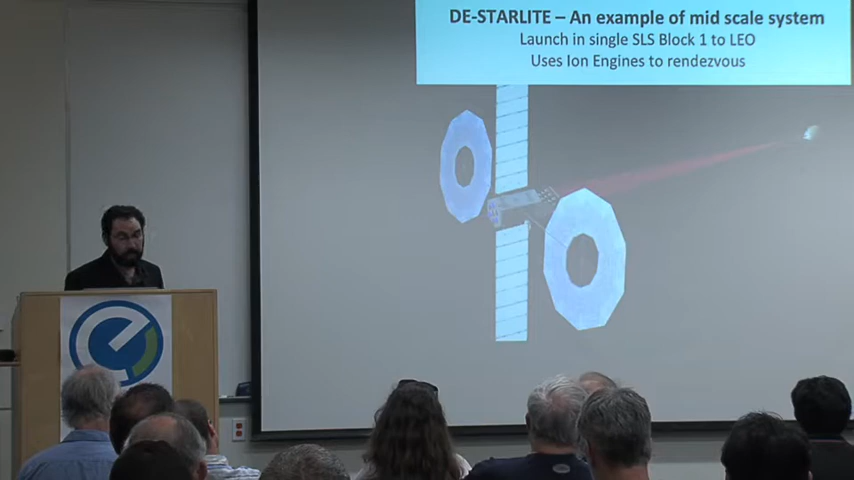 DE-STARLITE – An example of mid scale system
Launch in single SLS Block 1 to LEO
Uses Ion Engines to rendezvous